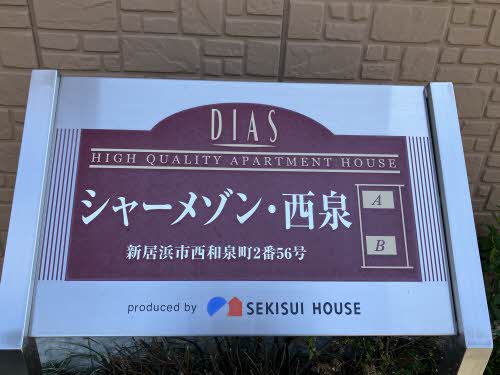 DIAS
HIGH QUALITY APARTMENT HOUSE
シャーメゾン・西泉
新居浜市西和泉町2番56号
A
B
produced by SEKISUI HOUSE